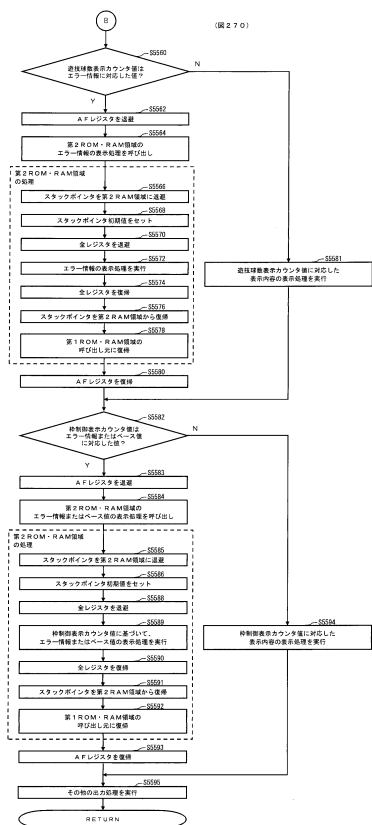 (図270)
B
S5560
遊技球数表示カウンタ値は
エラー情報に対応した値？
N
Y
S5562
AFレジスタを退避
S5564
第2ROM・RAM領域の
エラー情報の表示処理を呼び出し
第2ROM・RAM領域
の処理
S5566
スタックポインタを第2RAM領域に退避
S5568
スタックポインタ初期値をセット
S5570
全レジスタを退避
S5572
エラー情報の表示処理を実行
S5574
全レジスタを復帰
S5576
スタックポインタを第2RAM領域から復帰
S5578
第1ROM・RAM領域の
呼び出し元に復帰
S5581
遊技球数表示カウンタ値に対応した
表示内容の表示処理を実行
S5580
AFレジスタを復帰
S5582
枠制御表示カウンタ値は
エラー情報またはベース値
に対応した値？
N
Y
S5583
AFレジスタを退避
S5584
第2ROM・RAM領域の
エラー情報またはベース値の表示処理を呼び出し
第2ROM・RAM領域
の処理
S5585
スタックポインタを第2RAM領域に退避
S5586
スタックポインタ初期値をセット
S5588
全レジスタを退避
S5589
枠制御表示カウンタ値に基づいて、
エラー情報またはベース値の表示処理を実行
S5590
全レジスタを復帰
S5591
スタックポインタを第2RAM領域から復帰
S5592
第1ROM・RAM領域の
呼び出し元に復帰
S5594
枠制御表示カウンタ値に対応した
表示内容の表示処理を実行
S5593
AFレジスタを復帰
S5595
その他の出力処理を実行
RETURN